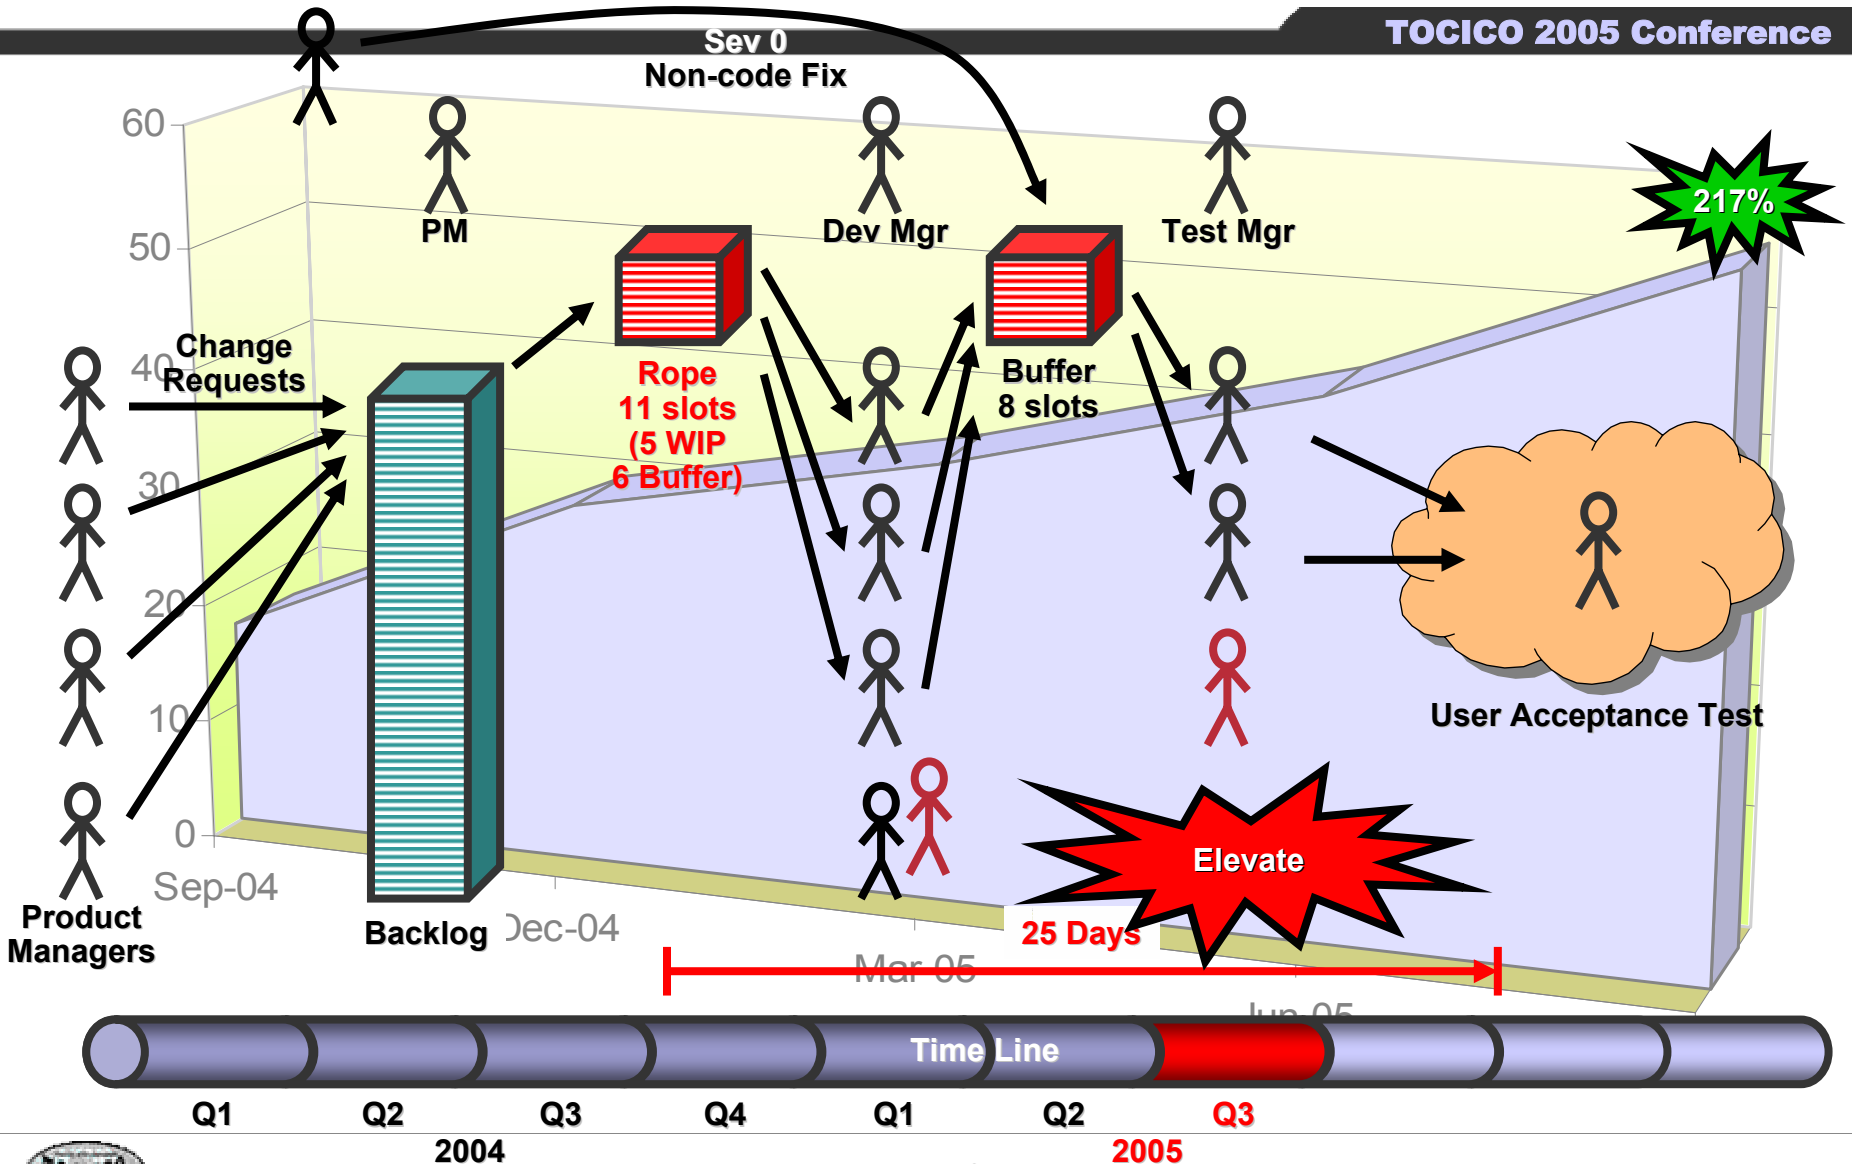 TOCICO 2005 Conference
Sev 0
Non-code Fix
60
50
40
30
20
10
0
PM
Dev Mgr
Test Mgr
217%
Change
Requests
Rope
11 slots
(5 WIP
6 Buffer)
Buffer
8 slots
User Acceptance Test
Elevate
Product
Managers
Backlog
25 Days
Sep-04
Dec-04
Mar-05
Jun-05
Time Line
Q1 Q2 Q3 Q4 Q1 Q2 Q3
2004 2005